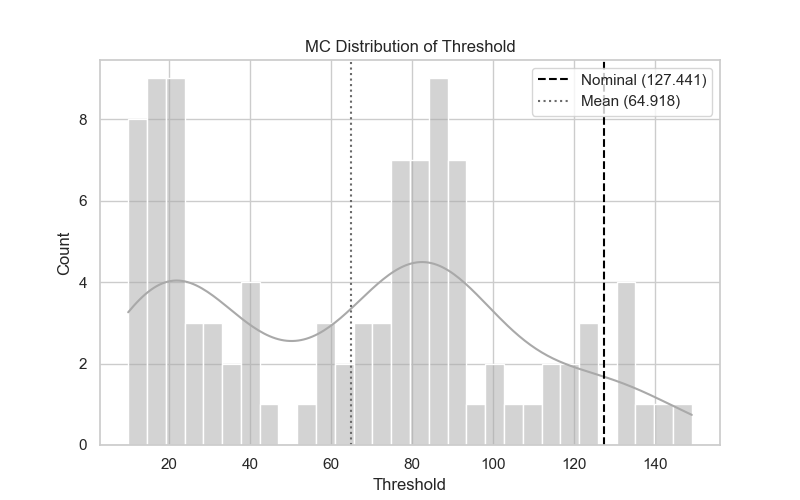 MC Distribution of Threshold
Nominal (127.441)
Mean (64.918)
Count
8
6
4
2
0
20 40 60 80 100 120 140
Threshold